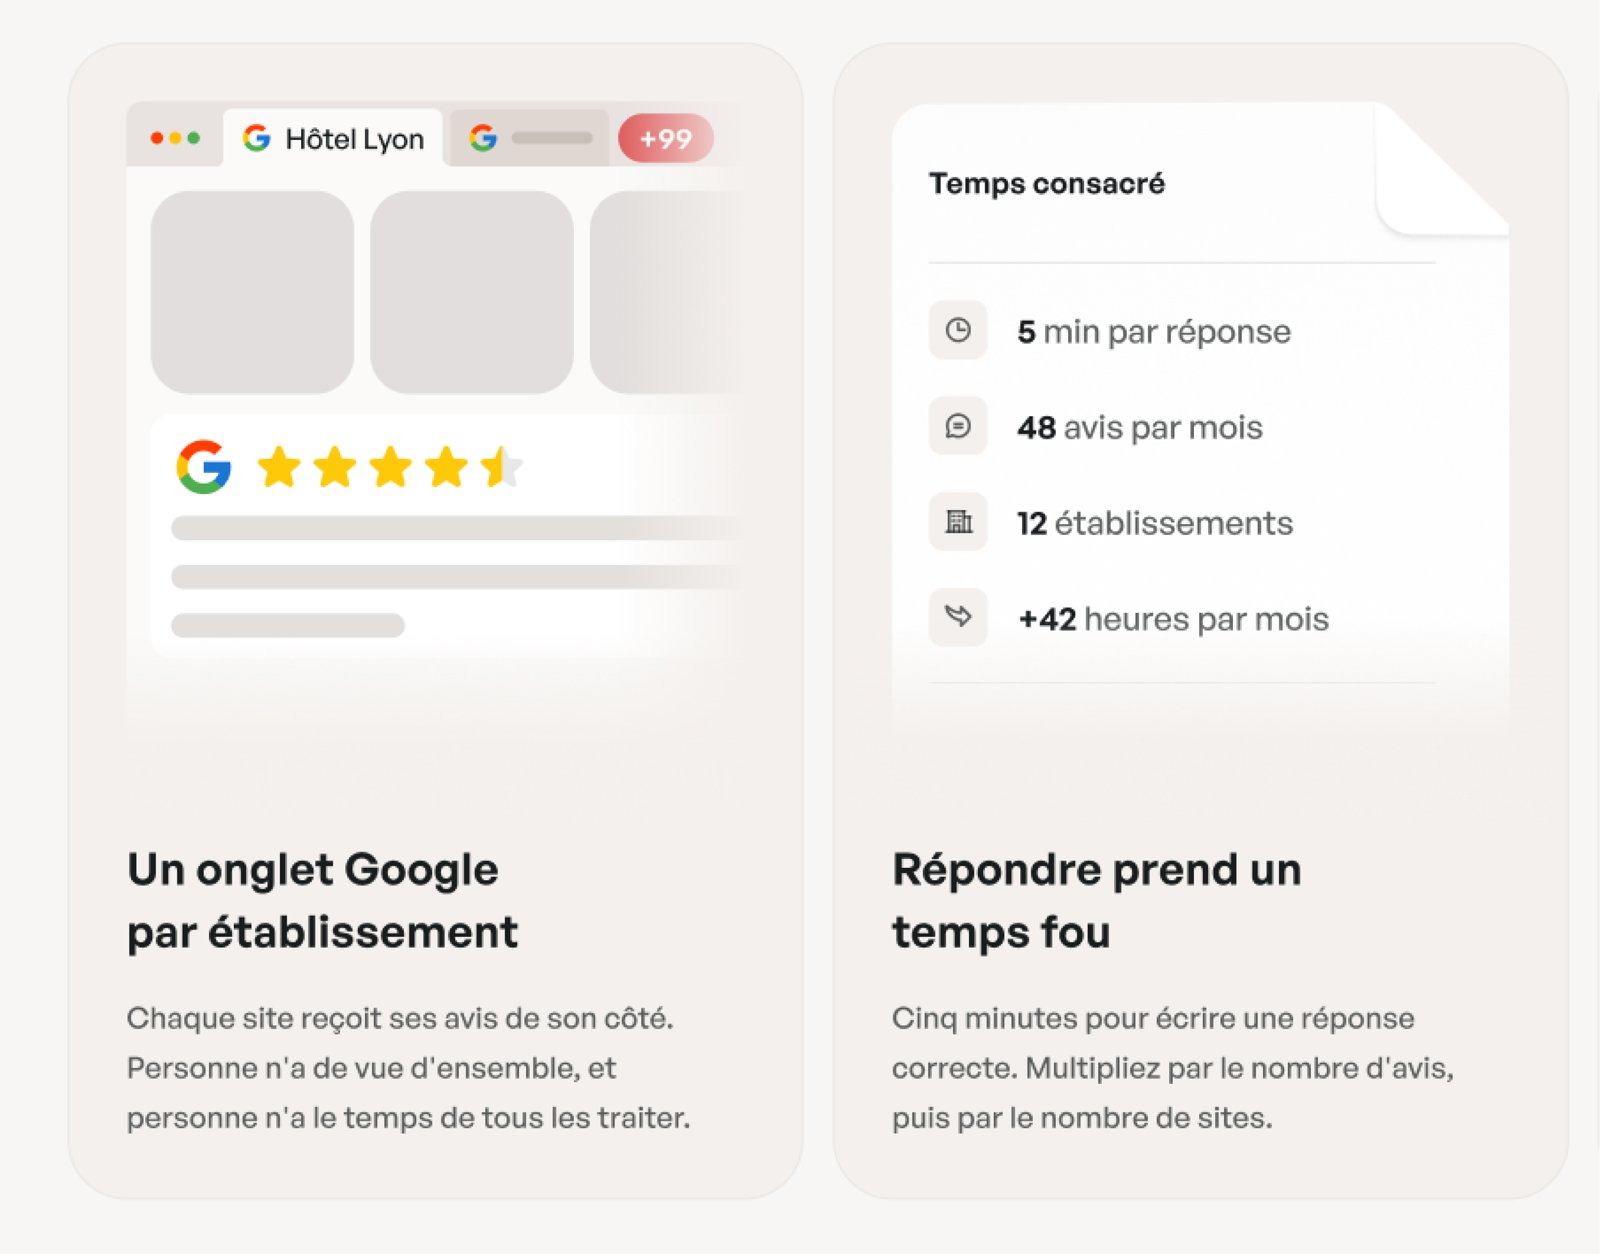 Hôtel Lyon
+99
Un onglet Google
par établissement
Chaque site reçoit ses avis de son côté.
Personne n'a de vue d'ensemble, et
personne n'a le temps de tous les traiter.
Temps consacré
5 min par réponse
48 avis par mois
12 établissements
+42 heures par mois
Répondre prend un
temps fou
Cinq minutes pour écrire une réponse
correcte. Multipliez par le nombre d'avis,
puis par le nombre de sites.